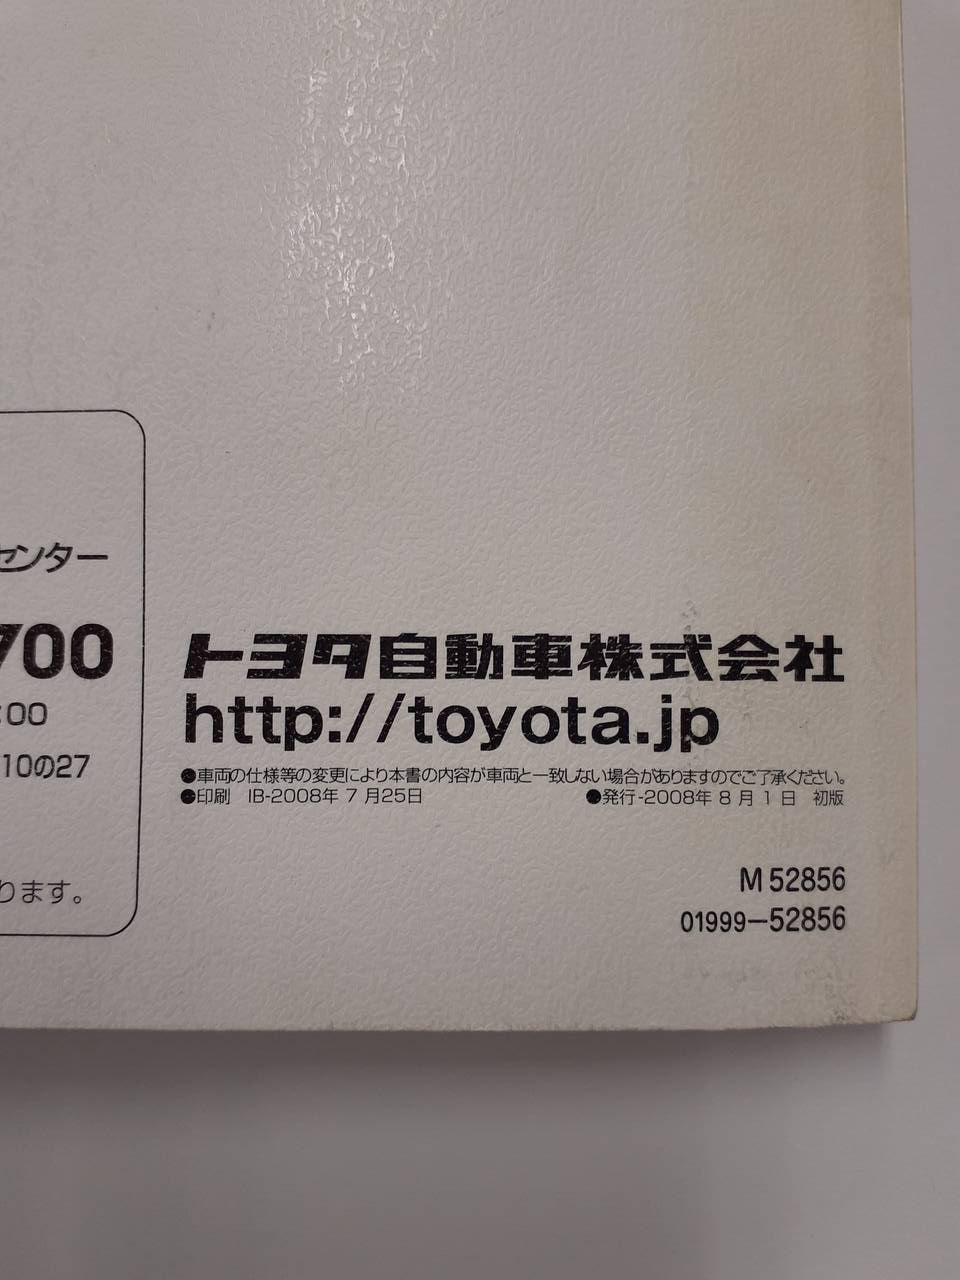 センター
700
:00
10の27
ります。
トヨタ自動車株式会社
http://toyota.jp
●車両の仕様等の変更により本書の内容が車両と一致しない場合がありますのでご了承ください。
●印刷 IB-2008年 7 月25日 ●発行-2008年 8 月 1 日 初版
M 52856
01999-52856